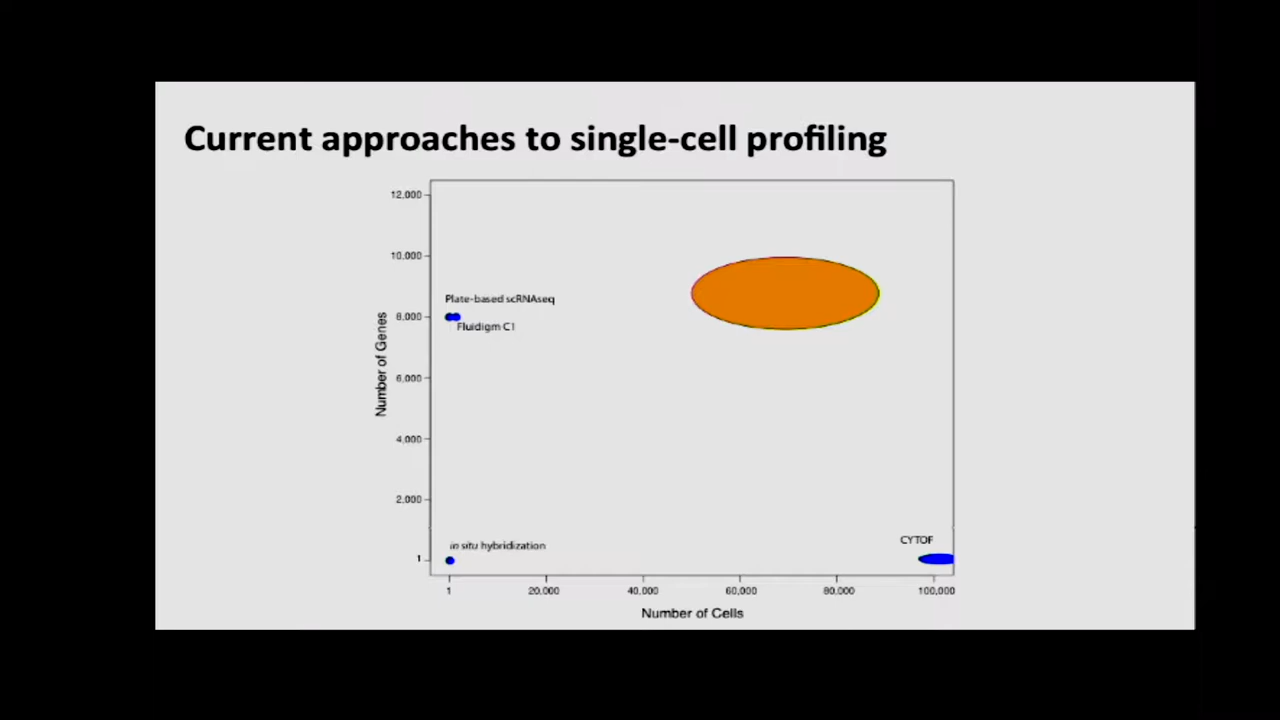 Current approaches to single-cell profiling
12,000
10,000
8,000
6,000
4,000
2,000
1
Number of Genes
Plate-based scRNAseq
Fluidigm C1
in situ hybridization
CYTOF
1
20,000
40,000
60,000
80,000
100,000
Number of Cells